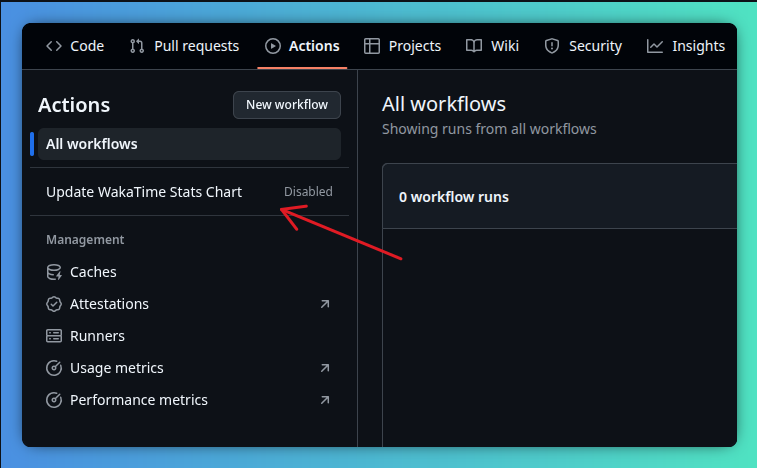 Code Pull requests Actions Projects Wiki Security Insights
Actions New workflow
All workflows
Update WakaTime Stats Chart Disabled
Management
Caches
Attestations
Runners
Usage metrics
Performance metrics
All workflows
Showing runs from all workflows
0 workflow runs